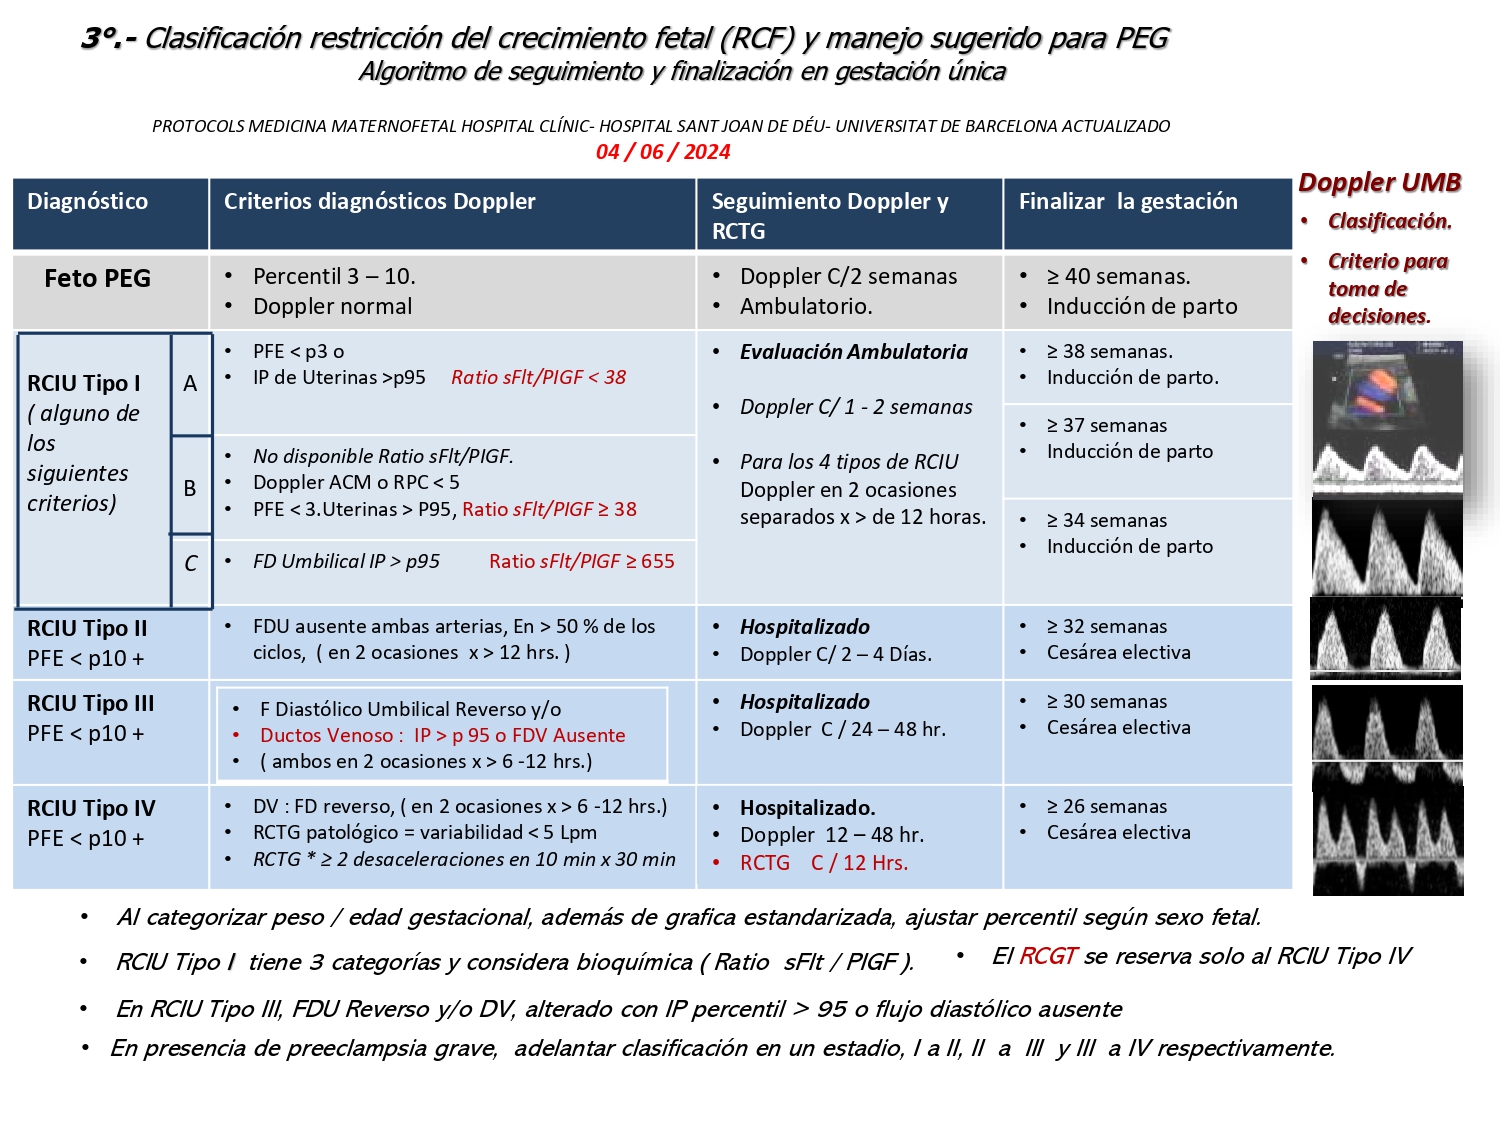 3°.- Clasificación restricción del crecimiento fetal (RCF) y manejo sugerido para PEG
Algoritmo de seguimiento y finalización en gestación única
PROTOCOLS MEDICINA MATERNOFETAL HOSPITAL CLÍNIC- HOSPITAL SANT JOAN DE DÉU- UNIVERSITAT DE BARCELONA ACTUALIZADO
04 / 06 / 2024
Diagnóstico
Criterios diagnósticos Doppler
Seguimiento Doppler y
RCTG
Finalizar la gestación
Doppler UMB
• Clasificación.
• Criterio para
toma de
decisiones.
Feto PEG
• Percentil 3 – 10.
• Doppler normal
• Doppler C/2 semanas
• Ambulatorio.
• ≥ 40 semanas.
• Inducción de parto
RCIU Tipo I
( alguno de
los
siguientes
criterios)
A
• PFE < p3 o
• IP de Uterinas >p95 Ratio sFlt/PIGF < 38
B
• No disponible Ratio sFlt/PIGF.
• Doppler ACM o RPC < 5
• PFE < 3.Uterinas > P95, Ratio sFlt/PIGF ≥ 38
C
• FD Umbilical IP > p95 Ratio sFlt/PIGF ≥ 655
• Evaluación Ambulatoria
• Doppler C/ 1 - 2 semanas
• Para los 4 tipos de RCIU
Doppler en 2 ocasiones
separados x > de 12 horas.
• ≥ 38 semanas.
• Inducción de parto.
• ≥ 37 semanas
• Inducción de parto
• ≥ 34 semanas
• Inducción de parto
RCIU Tipo II
PFE < p10 +
• FDU ausente ambas arterias, En > 50 % de los
ciclos, ( en 2 ocasiones x > 12 hrs. )
• Hospitalizado
• Doppler C/ 2 – 4 Días.
• ≥ 32 semanas
• Cesárea electiva
RCIU Tipo III
PFE < p10 +
• F Diastólico Umbilical Reverso y/o
• Ductos Venoso : IP > p 95 o FDV Ausente
• ( ambos en 2 ocasiones x > 6 -12 hrs.)
• Hospitalizado
• Doppler C / 24 – 48 hr.
• ≥ 30 semanas
• Cesárea electiva
RCIU Tipo IV
PFE < p10 +
• DV : FD reverso, ( en 2 ocasiones x > 6 -12 hrs.)
• RCTG patológico = variabilidad < 5 Lpm
• RCTG * ≥ 2 desaceleraciones en 10 min x 30 min
• Hospitalizado.
• Doppler 12 – 48 hr.
• RCTG C / 12 Hrs.
• ≥ 26 semanas
• Cesárea electiva
• Al categorizar peso / edad gestacional, además de grafica estandarizada, ajustar percentil según sexo fetal.
• RCIU Tipo I tiene 3 categorías y considera bioquímica ( Ratio sFlt / PIGF ).
• El RCGT se reserva solo al RCIU Tipo IV
• En RCIU Tipo III, FDU Reverso y/o DV, alterado con IP percentil > 95 o flujo diastólico ausente
• En presencia de preeclampsia grave, adelantar clasificación en un estadio, I a II, II a III y III a IV respectivamente.